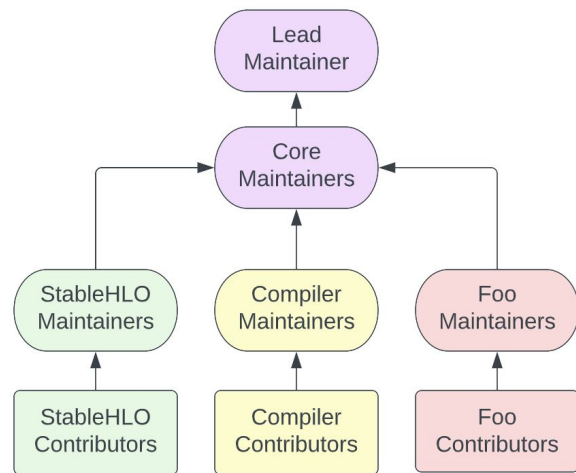 Lead
Maintainer
Core
Maintainers
StableHLO
Maintainers
Compiler
Maintainers
Foo
Maintainers
StableHLO
Contributors
Compiler
Contributors
Foo
Contributors